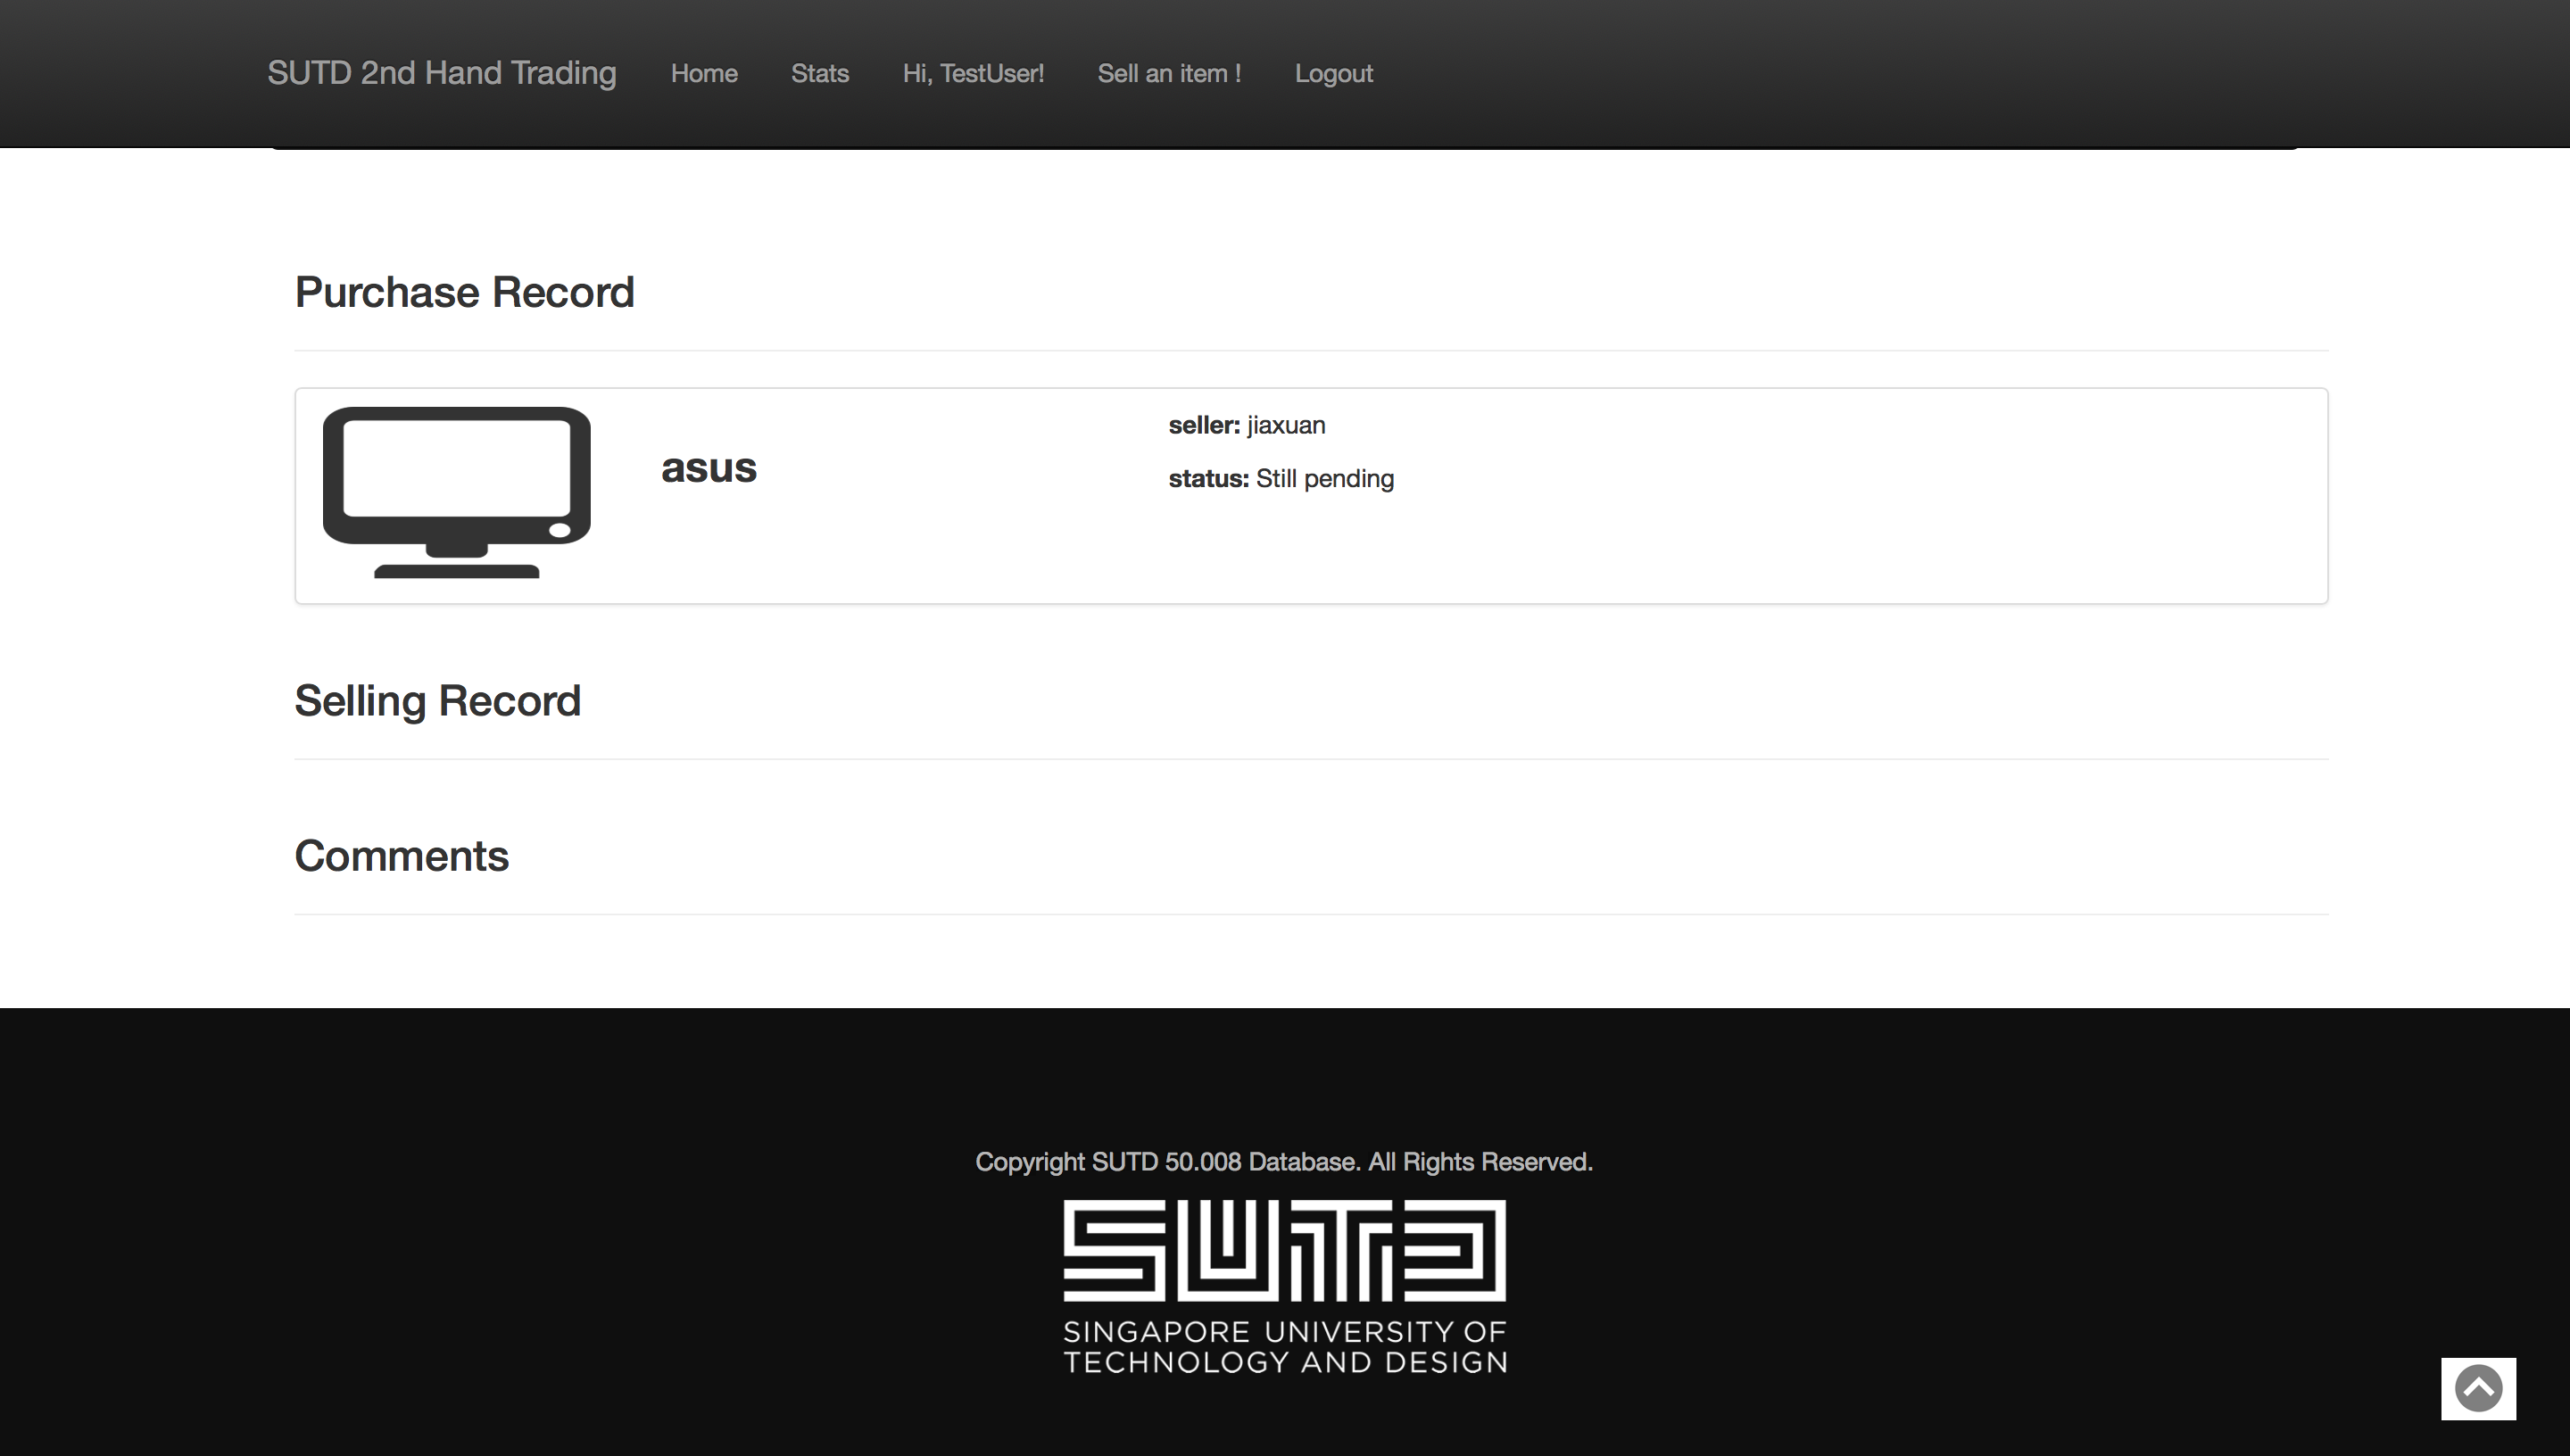 SUTD 2nd Hand Trading Home Stats Hi, TestUser! Sell an item ! Logout
Purchase Record
asus
seller: jiaxuan
status: Still pending
Selling Record
Comments
Copyright SUTD 50.008 Database. All Rights Reserved.
SUTD
SINGAPORE UNIVERSITY OF
TECHNOLOGY AND DESIGN